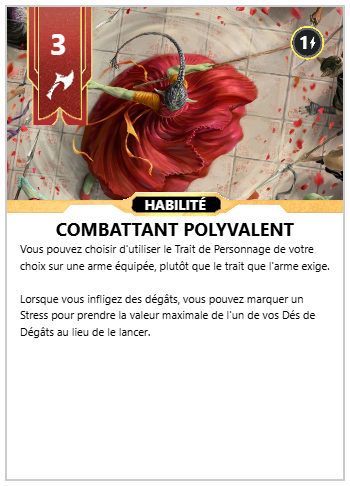 3
1
HABILITÉ
COMBATTANT POLYVALENT
Vous pouvez choisir d'utiliser le Trait de Personnage de votre
choix sur une arme équipée, plutôt que le trait que l'arme exige.
Lorsque vous infligez des dégâts, vous pouvez marquer un
Stress pour prendre la valeur maximale de l'un de vos Dés de
Dégâts au lieu de le lancer.